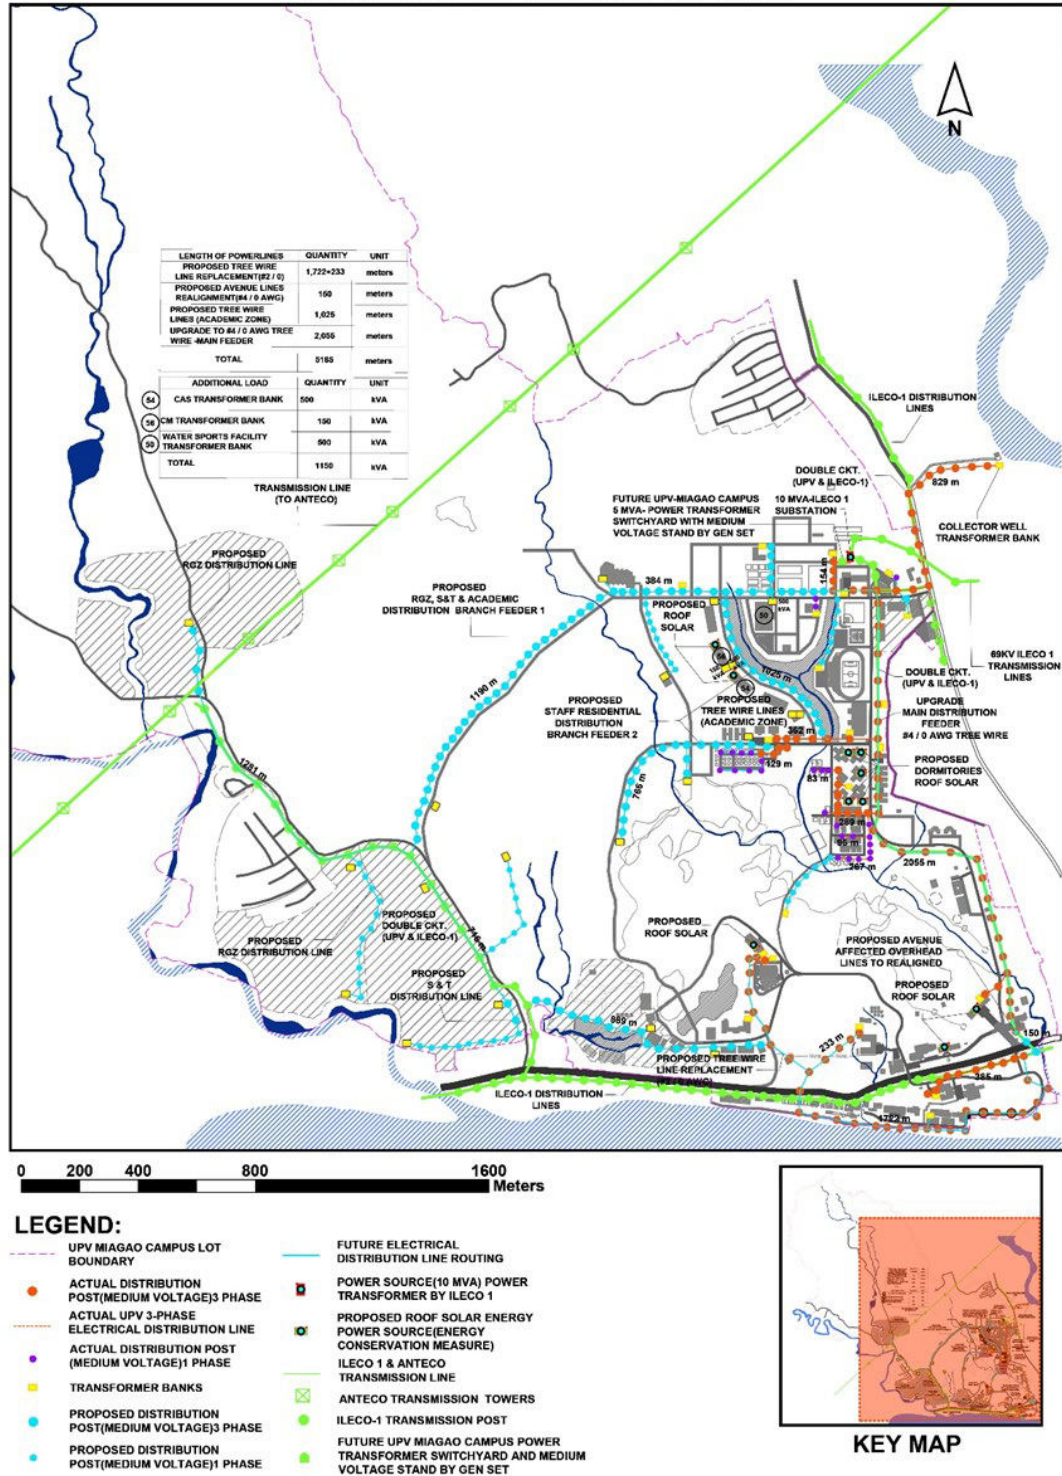 N
LENGTH OF POWERLINES QUANTITY UNIT
PROPOSED TREE WIRE
LINE REPLACEMENT(#2 / 0) 1,722+233 meters
PROPOSED AVENUE LINES
REALIGNMENT(#4 / 0 AWG) 150 meters
PROPOSED TREE WIRE
LINES (ACADEMIC ZONE) 1,025 meters
UPGRADE TO #4 / 0 AWG TREE
WIRE -MAIN FEEDER 2,055 meters
TOTAL 5185 meters
ADDITIONAL LOAD QUANTITY UNIT
54 CAS TRANSFORMER BANK 500 kVA
56 CM TRANSFORMER BANK 150 kVA
50 WATER SPORTS FACILITY
TRANSFORMER BANK 500 kVA
TOTAL 1150 kVA
TRANSMISSION LINE
(TO ANTECO)
ILECO-1 DISTRIBUTION
LINES
DOUBLE CKT.
(UPV & ILECO-1)
829 m
FUTURE UPV-MIAGAO CAMPUS
5 MVA- POWER TRANSFORMER
SWITCHYARD WITH MEDIUM
VOLTAGE STAND BY GEN SET
10 MVA-ILECO 1
SUBSTATION
COLLECTOR WELL
TRANSFORMER BANK
PROPOSED
RGZ DISTRIBUTION LINE
PROPOSED
RGZ, S&T & ACADEMIC
DISTRIBUTION BRANCH FEEDER 1
384 m
154 m
PROPOSED
ROOF
SOLAR
50
500
kVA
54
1025 m
69KV ILECO 1
TRANSMISSION
LINES
DOUBLE CKT.
(UPV & ILECO-1)
1190 m
PROPOSED
STAFF RESIDENTIAL
DISTRIBUTION
BRANCH FEEDER 2
PROPOSED
TREE WIRE LINES
(ACADEMIC ZONE)
362 m
UPGRADE
MAIN DISTRIBUTION
FEEDER
#4 / 0 AWG TREE WIRE
1281 m
766 m
129 m
83 m
PROPOSED
DORMITORIES
ROOF SOLAR
289 m
96 m
267 m
2055 m
PROPOSED
DOUBLE CKT.
(UPV & ILECO-1)
716 m
PROPOSED
RGZ DISTRIBUTION LINE
PROPOSED
S & T
DISTRIBUTION LINE
PROPOSED
ROOF SOLAR
PROPOSED AVENUE
AFFECTED OVERHEAD
LINES TO REALIGNED
PROPOSED
ROOF SOLAR
889 m
233 m
150 m
PROPOSED TREE WIRE
LINE REPLACEMENT
385 m
ILECO-1 DISTRIBUTION
LINES
1722 m
0 200 400 800 1600
Meters
LEGEND:
UPV MIAGAO CAMPUS LOT
BOUNDARY
ACTUAL DISTRIBUTION
POST(MEDIUM VOLTAGE)3 PHASE
ACTUAL UPV 3-PHASE
ELECTRICAL DISTRIBUTION LINE
ACTUAL DISTRIBUTION POST
(MEDIUM VOLTAGE)1 PHASE
TRANSFORMER BANKS
PROPOSED DISTRIBUTION
POST(MEDIUM VOLTAGE)3 PHASE
PROPOSED DISTRIBUTION
POST(MEDIUM VOLTAGE)1 PHASE
FUTURE ELECTRICAL
DISTRIBUTION LINE ROUTING
POWER SOURCE(10 MVA) POWER
TRANSFORMER BY ILECO 1
PROPOSED ROOF SOLAR ENERGY
POWER SOURCE(ENERGY
CONSERVATION MEASURE)
ILECO 1 & ANTECO
TRANSMISSION LINE
ANTECO TRANSMISSION TOWERS
ILECO-1 TRANSMISSION POST
FUTURE UPV MIAGAO CAMPUS POWER
TRANSFORMER SWITCHYARD AND MEDIUM
VOLTAGE STAND BY GEN SET
KEY MAP